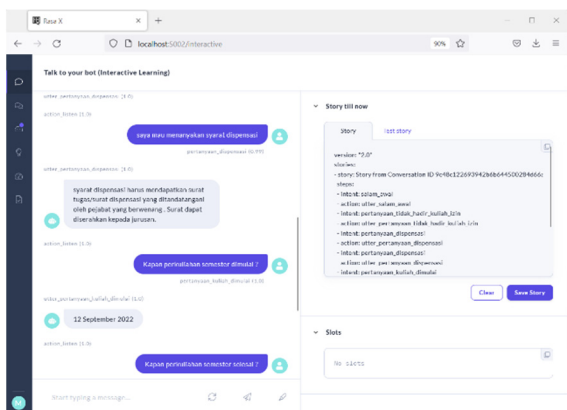 Rasa X
localhost:5002/interactive
90%
Talk to your bot (Interactive Learning)
utter_pertanyaan_dispensasi (1.0)
action_listen (1.0)
saya mau menanyakan syarat dispensasi
pertanyaan_dispensasi
utter_pertanyaan_dispensasi (1.0)
syarat dispensasi harus mendapatkan surat
tugas/surat dispensasi yang ditandatangani
oleh pejabat yang berwenang . Surat dapat
diserahkan kepada jurusan.
action_listen (1.0)
Kapan perkuliahan semester dimulai ?
pertanyaan_kuliah_dimulai (1.0)
utter_pertanyaan_kuliah_dimulai (1.0)
12 September 2022
action_listen (1.0)
Kapan perkuliahan semester selesai ?
Start typing a message...
M
Story till now
Story
Test story
version: "2.0"
stories:
- story: Story from Conversation ID
steps:
- intent: salam_awal
- action: utter_salam_awal
- intent: pertanyaan_tidak_hadir_kuliah_izin
- action: utter_pertanyaan_tidak_hadir_kuliah_izin
- intent: pertanyaan_dispensasi
- action: utter_pertanyaan_dispensasi
- intent: pertanyaan_dispensasi
- action: utter_pertanyaan_dispensasi
- intent: pertanyaan_kuliah_dimulai
Clear
Save Story
Slots
No slots